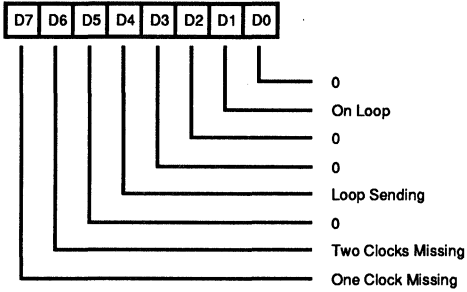 D7 D6 D5 D4 D3 D2 D1 D0
0
On Loop
0
0
Loop Sending
0
Two Clocks Missing
One Clock Missing